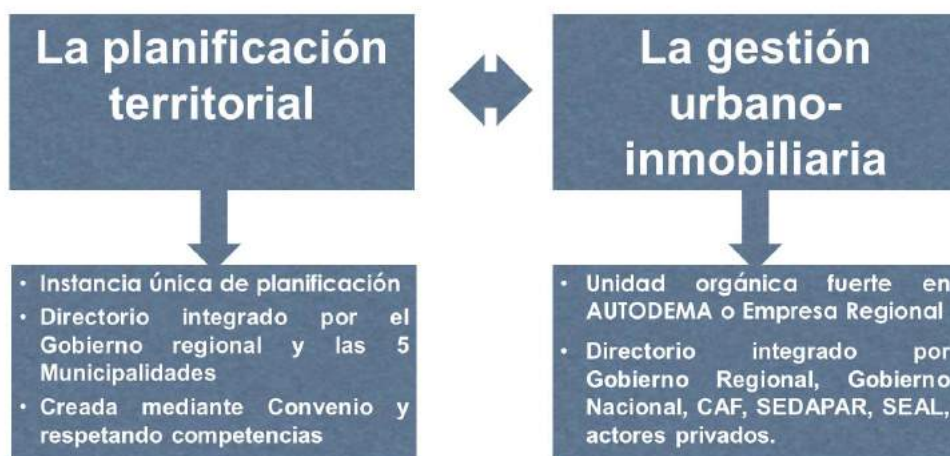 La planificación
territorial
• Instancia única de planificación
• Directorio integrado por el
Gobierno regional y las 5
Municipalidades
• Creada mediante Convenio y
respetando competencias
La gestión
urbano-
inmobiliaria
• Unidad orgánica fuerte en
AUTODEMA o Empresa Regional
• Directorio integrado por
Gobierno Regional, Gobierno
Nacional, CAF, SEDAPAR, SEAL,
actores privados.